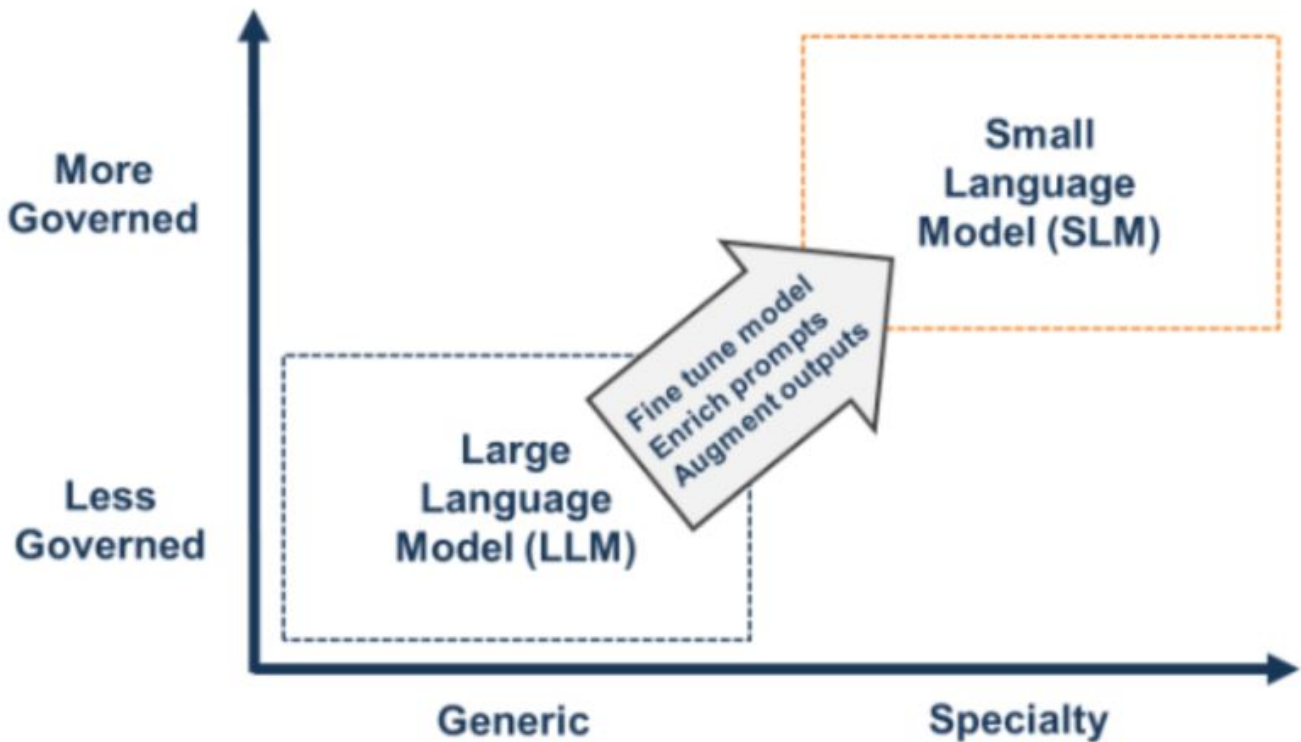 More
Governed
Small
Language
Model (SLM)
Fine tune model
Enrich prompts
Augment outputs
Less
Governed
Large
Language
Model (LLM)
Generic
Specialty